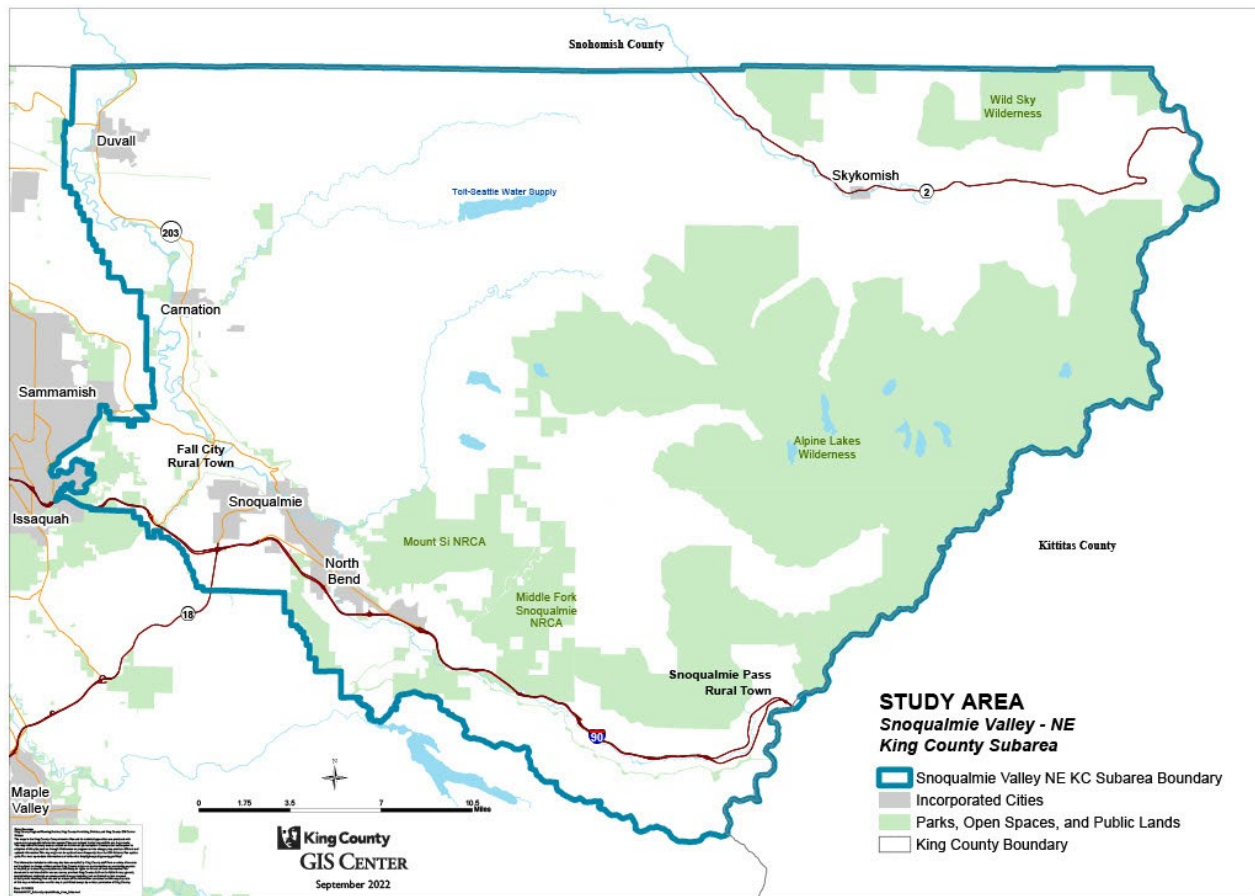 Snohomish County
Wild Sky
Wilderness
Duvall
Skykomish
Tolt-Seattle Water Supply
2
203
Carnation
Sammamish
Alpine Lakes
Wilderness
Fall City
Rural Town
Snoqualmie
Issaquah
Mount Si NRCA
Kittitas County
North
Bend
Middle Fork
Snoqualmie
NRCA
18
Snoqualmie Pass
Rural Town
90
STUDY AREA
Snoqualmie Valley - NE
King County Subarea
Snoqualmie Valley NE KC Subarea Boundary
Incorporated Cities
Parks, Open Spaces, and Public Lands
King County Boundary
Maple
Valley
N
0 1.75 3.5 7 10.5
Miles
King County
GIS CENTER
September 2022